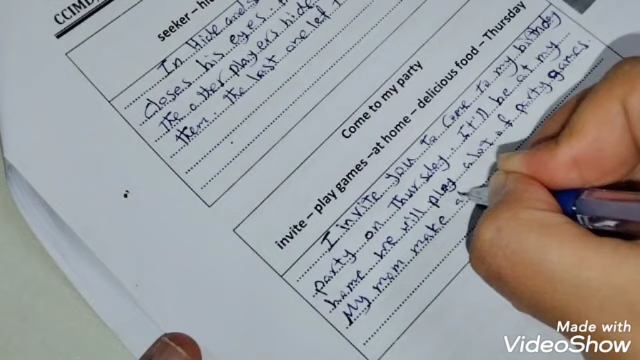 CCIMD
seeker – hi
In Hide and s
closes his eyes.
The other players hide
them. The last one left
Come to my party
invite – play games –at home – delicious food – Thursday
I invite you to come to my birthday
party on Thursday. It'll be at my
home we will play alot of party games
My mom make
Made with
VideoShow